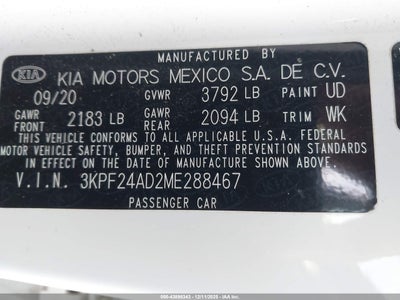 MANUFACTURED BY
KIA KIA MOTORS MEXICO S.A. DE C.V.
09/20 GVWR 3792 LB PAINT UD
GAWR FRONT 2183 LB GAWR REAR 2094 LB TRIM WK
THIS VEHICLE CONFORMS TO ALL APPLICABLE U.S.A. FEDERAL
MOTOR VEHICLE SAFETY, BUMPER, AND THEFT PREVENTION STANDARDS
IN EFFECT ON THE DATE OF MANUFACTURE SHOWN ABOVE.
V.I.N. 3KPF24AD2ME288467
PASSENGER CAR